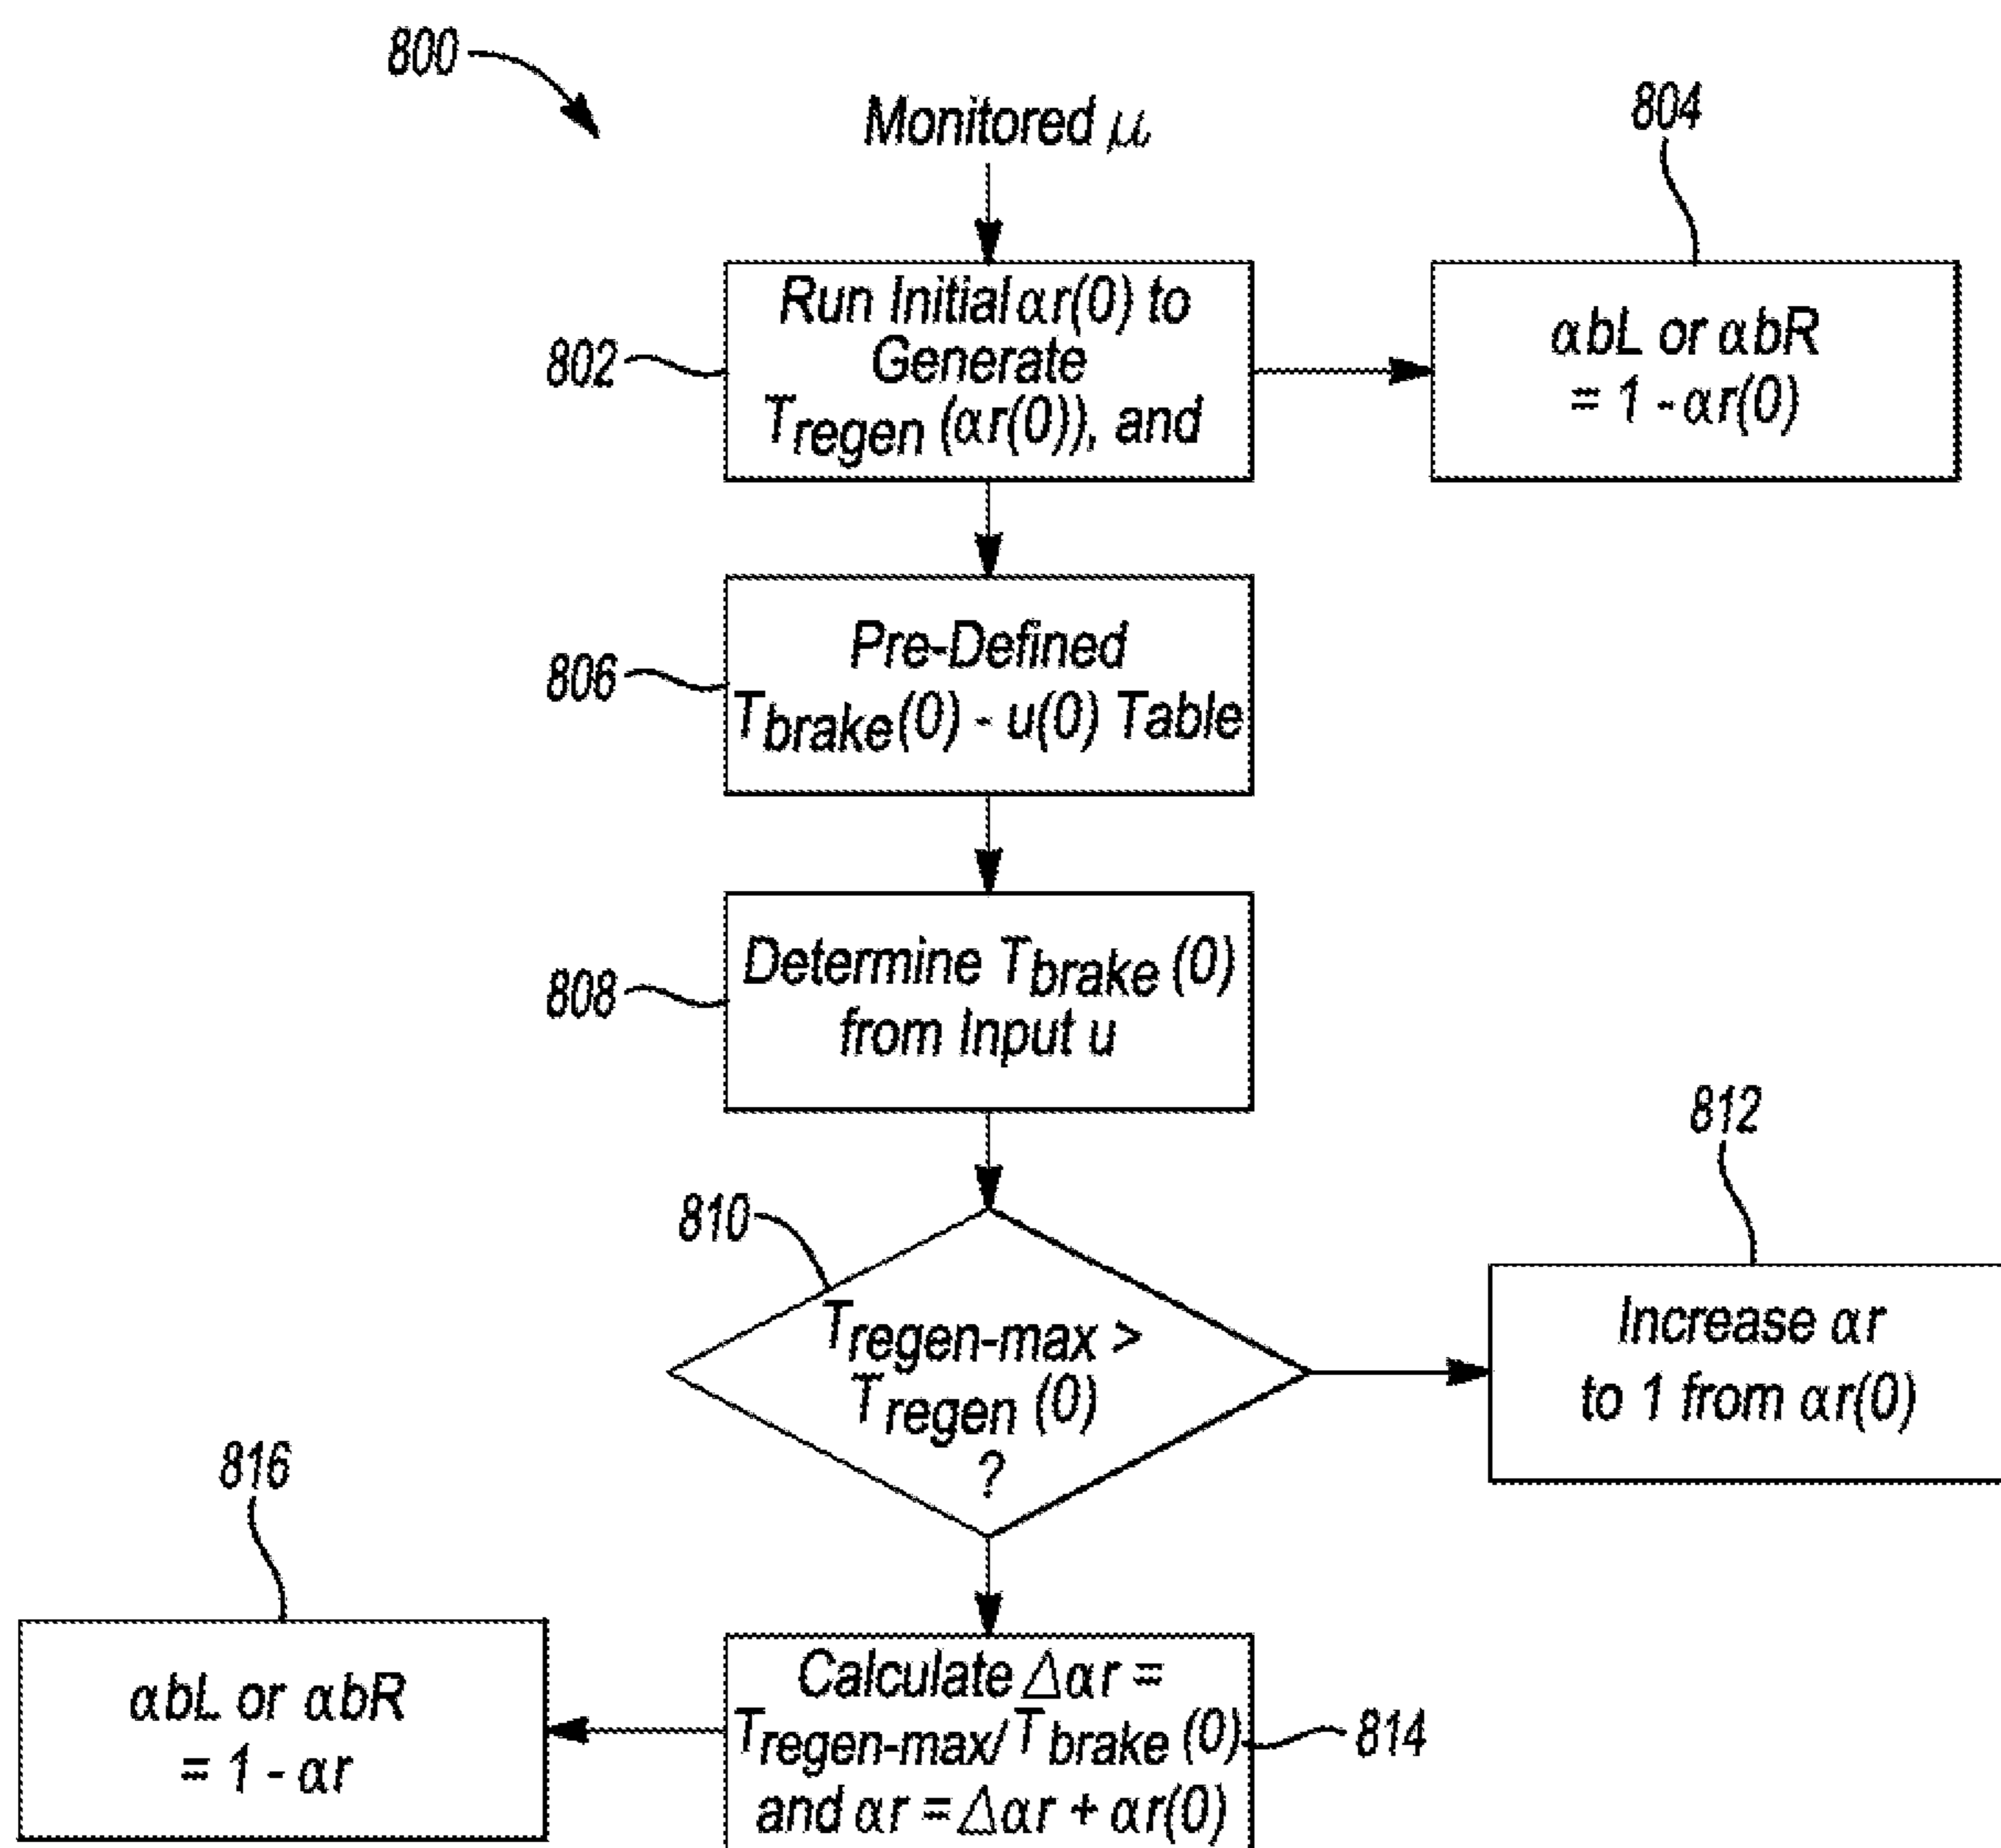 800
Monitored μ
804
802
Run Initial αr(0) to
Generate
Tregen (αr(0)), and
αbL or αbR
= 1 - αr(0)
806
Pre-Defined
Tbrake(0) - u(0) Table
808
Determine Tbrake (0)
from Input u
810
812
Tregen-max >
Tregen (0)
?
Increase αr
to 1 from αr(0)
816
αbL or αbR
= 1 - αr
Calculate Δαr =
Tregen-max/Tbrake (0)
and αr = Δαr + αr(0)
814